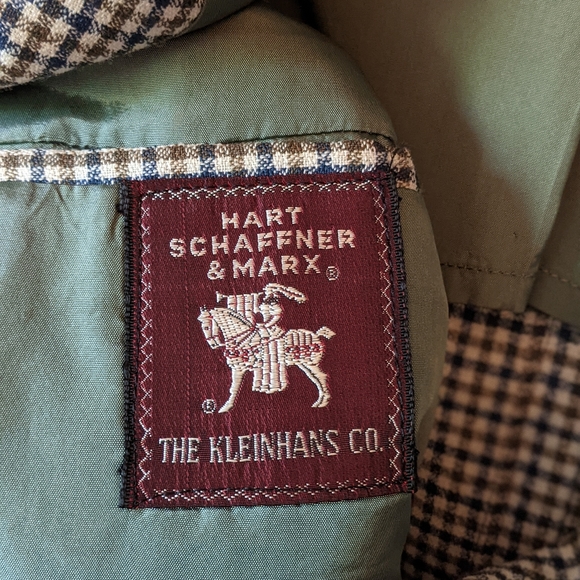 HART
SCHAFFNER
& MARX®
®
THE KLEINHANS CO.